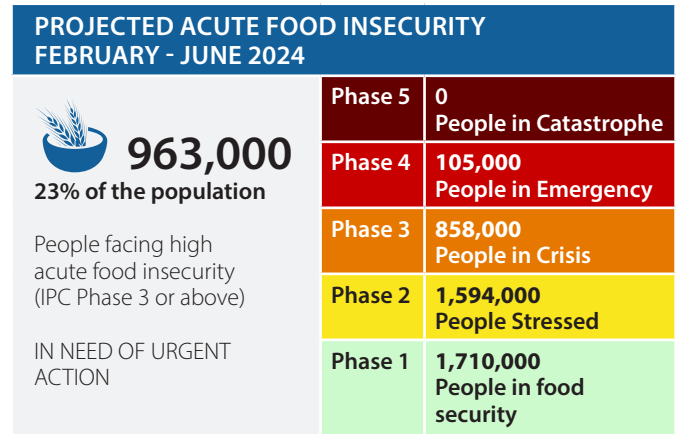 PROJECTED ACUTE FOOD INSECURITY
FEBRUARY - JUNE 2024
963,000
23% of the population
People facing high
acute food insecurity
(IPC Phase 3 or above)
IN NEED OF URGENT
ACTION
Phase 5
0
People in Catastrophe
Phase 4
105,000
People in Emergency
Phase 3
858,000
People in Crisis
Phase 2
1,594,000
People Stressed
Phase 1
1,710,000
People in food
security